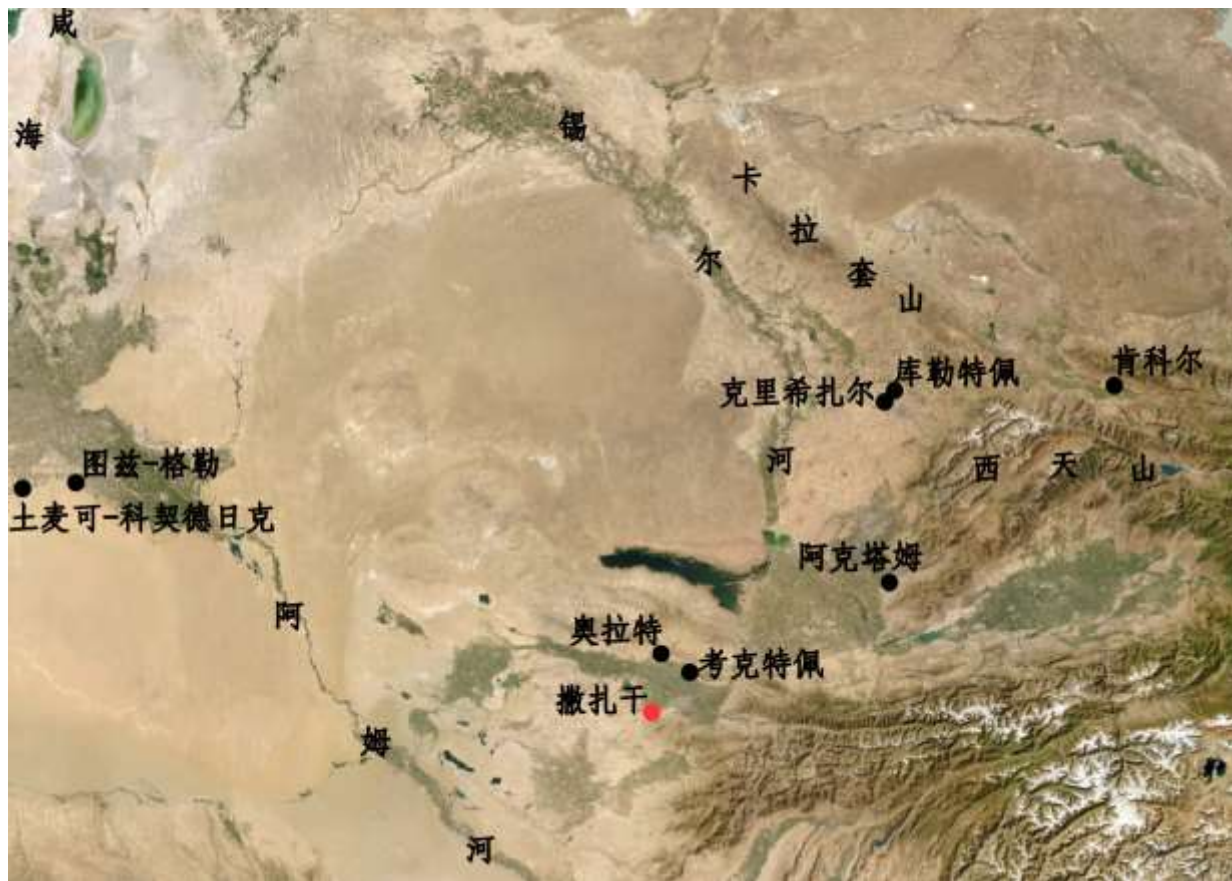 咸海
锡尔河
卡拉套山
肯科尔
库勒特佩
克里希扎尔
西天山
图兹-格勒
土麦可-科契德日克
阿克塔姆
阿姆河
奥拉特
考克特佩
撒扎干